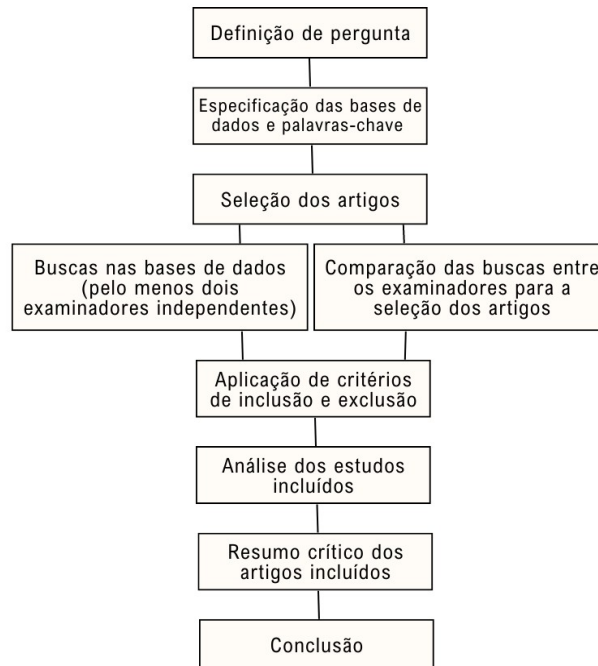 Definição de pergunta
Especificação das bases de
dados e palavras-chave
Seleção dos artigos
Buscas nas bases de dados
(pelo menos dois
examinadores independentes)
Comparação das buscas entre
os examinadores para a
seleção dos artigos
Aplicação de critérios
de inclusão e exclusão
Análise dos estudos
incluídos
Resumo crítico dos
artigos incluídos
Conclusão